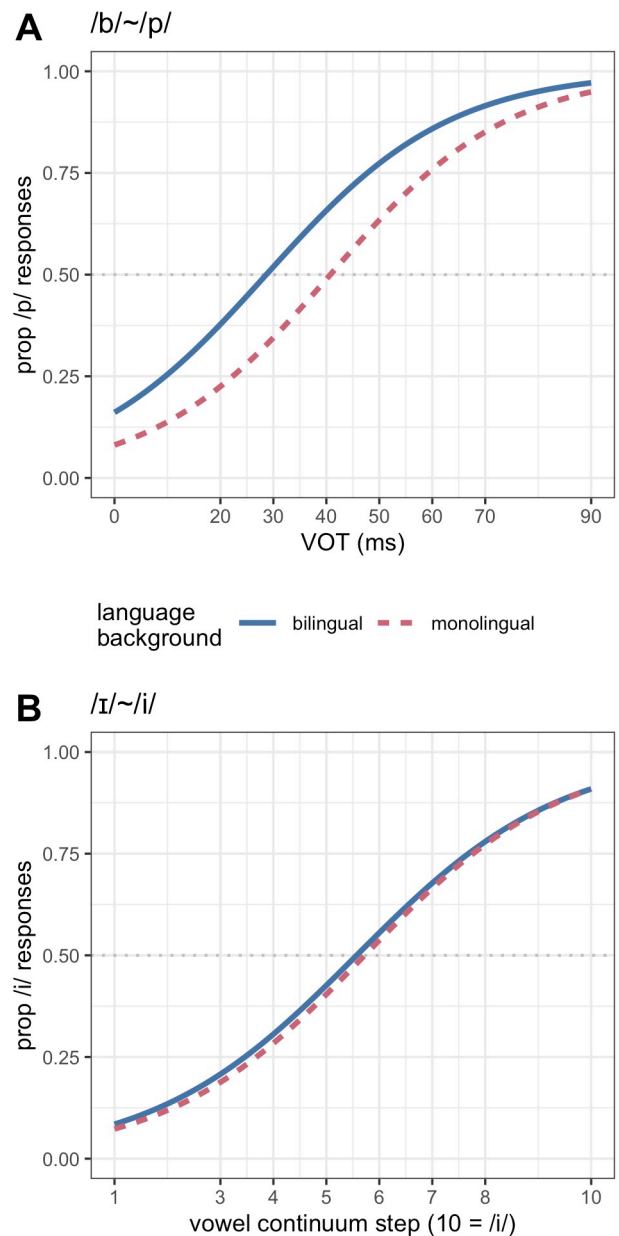 A
/b/~/p/
1.00
0.75
0.50
0.25
0.00
prop /p/ responses
0 20 30 40 50 60 70 90
VOT (ms)
language
background
bilingual
monolingual
B
/ɪ/~/i/
1.00
0.75
0.50
0.25
0.00
prop /i/ responses
1 3 4 5 6 7 8 10
vowel continuum step (10 = /i/)